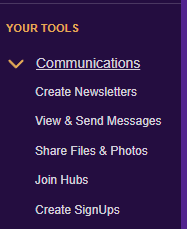 YOUR TOOLS
Communications
Create Newsletters
View & Send Messages
Share Files & Photos
Join Hubs
Create SignUps